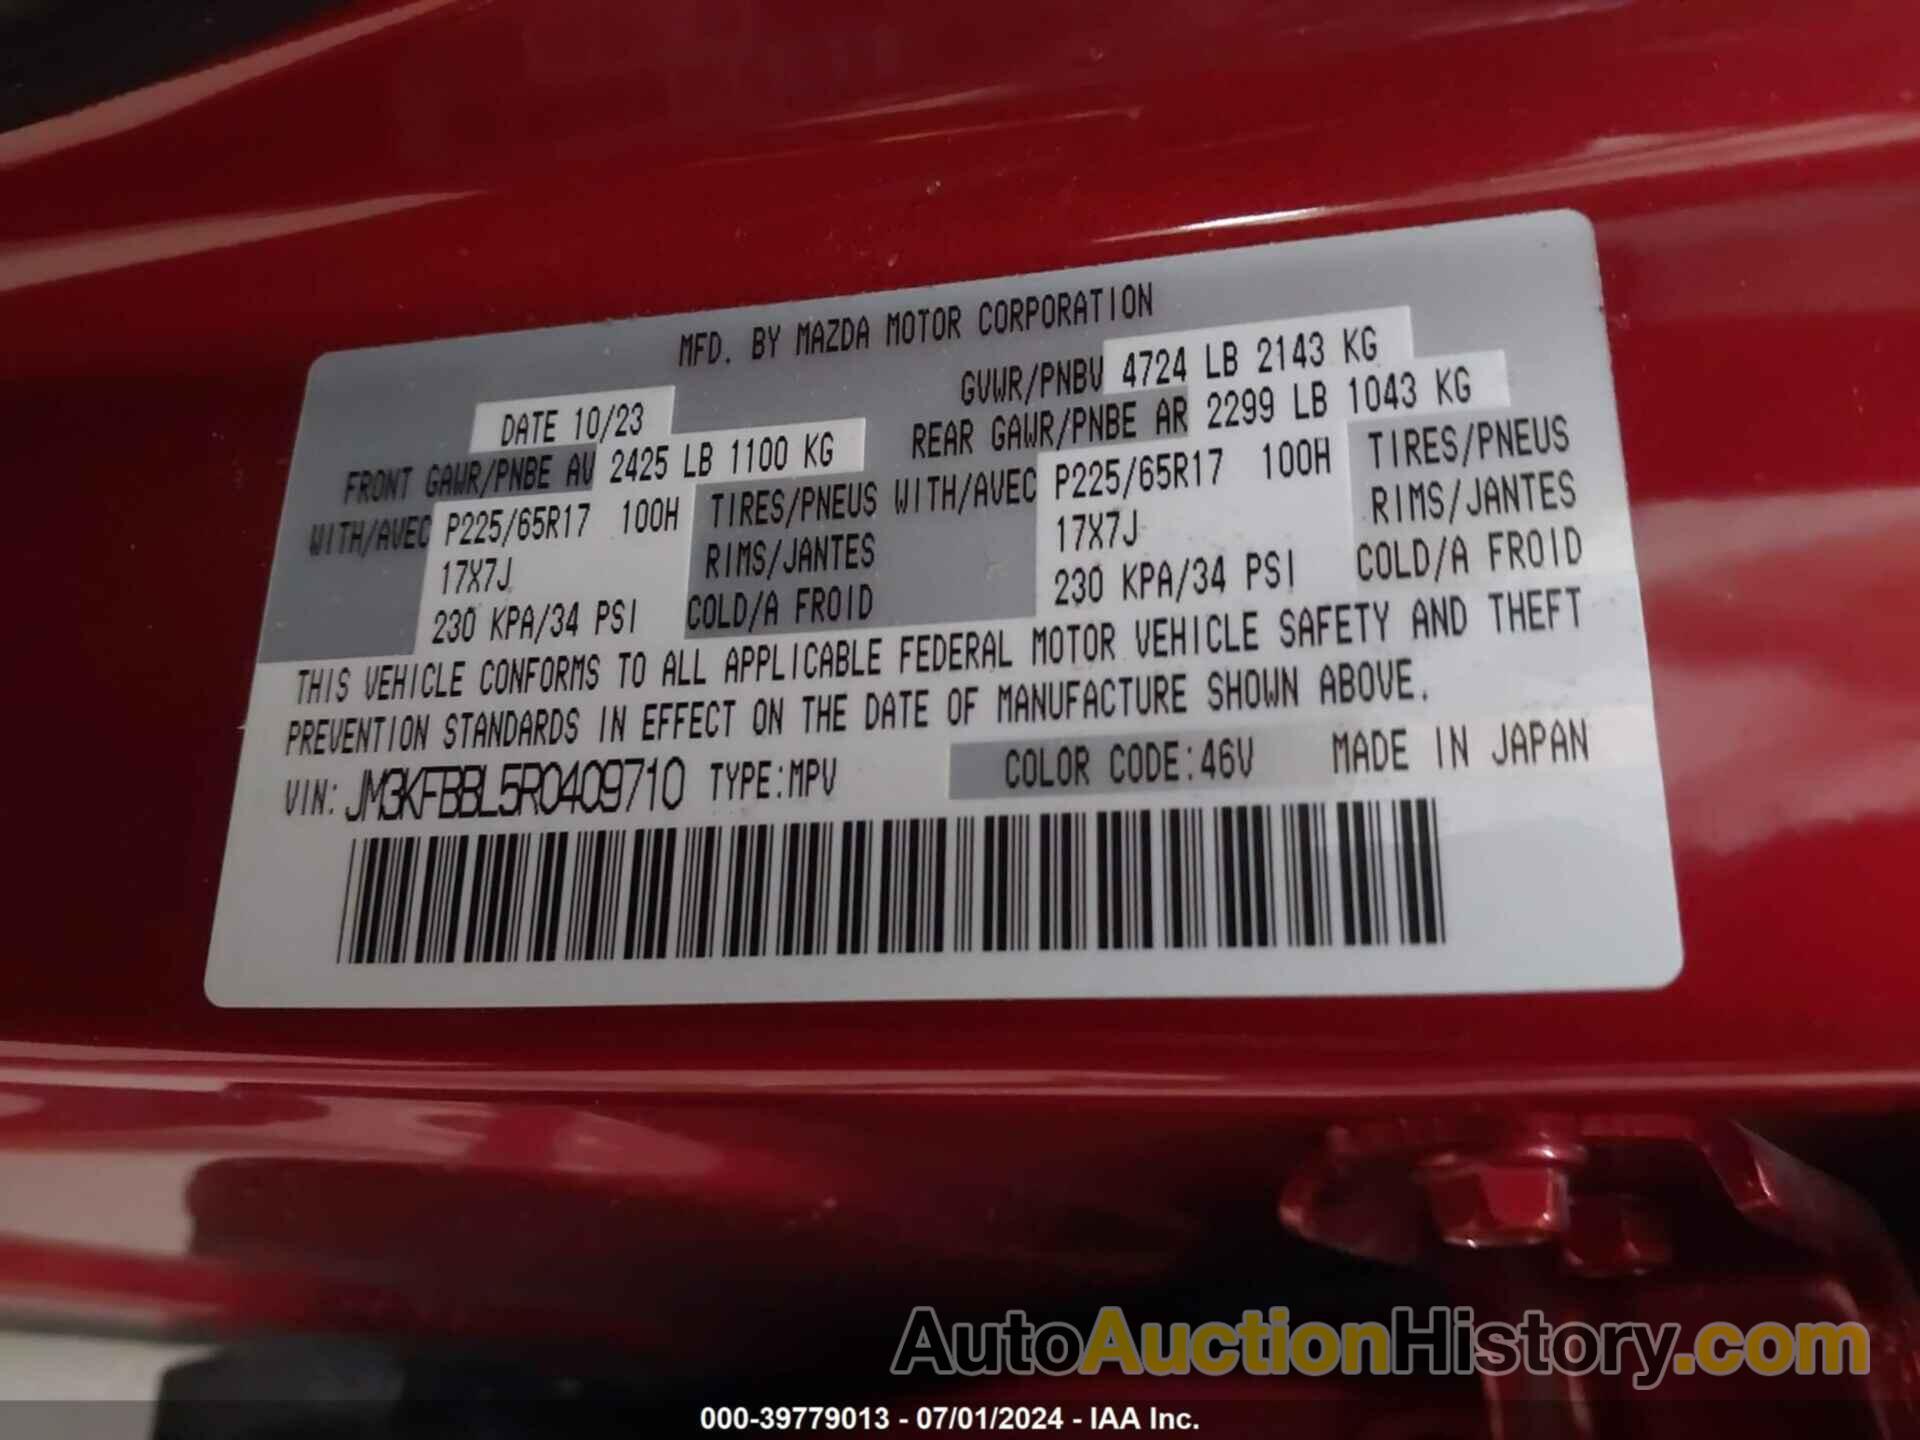 MFD. BY MAZDA MOTOR CORPORATION
DATE 10/23 GVWR/PNBV 4724 LB 2143 KG
FRONT GAWR/PNBE AV 2425 LB 1100 KG REAR GAWR/PNBE AR 2299 LB 1043 KG
WITH/AVEC P225/65R17 100H TIRES/PNEUS WITH/AVEC P225/65R17 100H TIRES/PNEUS
17X7J RIMS/JANTES 17X7J RIMS/JANTES
230 KPA/34 PSI COLD/A FROID 230 KPA/34 PSI COLD/A FROID
THIS VEHICLE CONFORMS TO ALL APPLICABLE FEDERAL MOTOR VEHICLE SAFETY AND THEFT
PREVENTION STANDARDS IN EFFECT ON THE DATE OF MANUFACTURE SHOWN ABOVE.
VIN: JM3KFBBL5R0409710 TYPE:MPV COLOR CODE:46V MADE IN JAPAN
AutoAuctionHistory.com
000-39779013 - 07/01/2024 - IAA Inc.